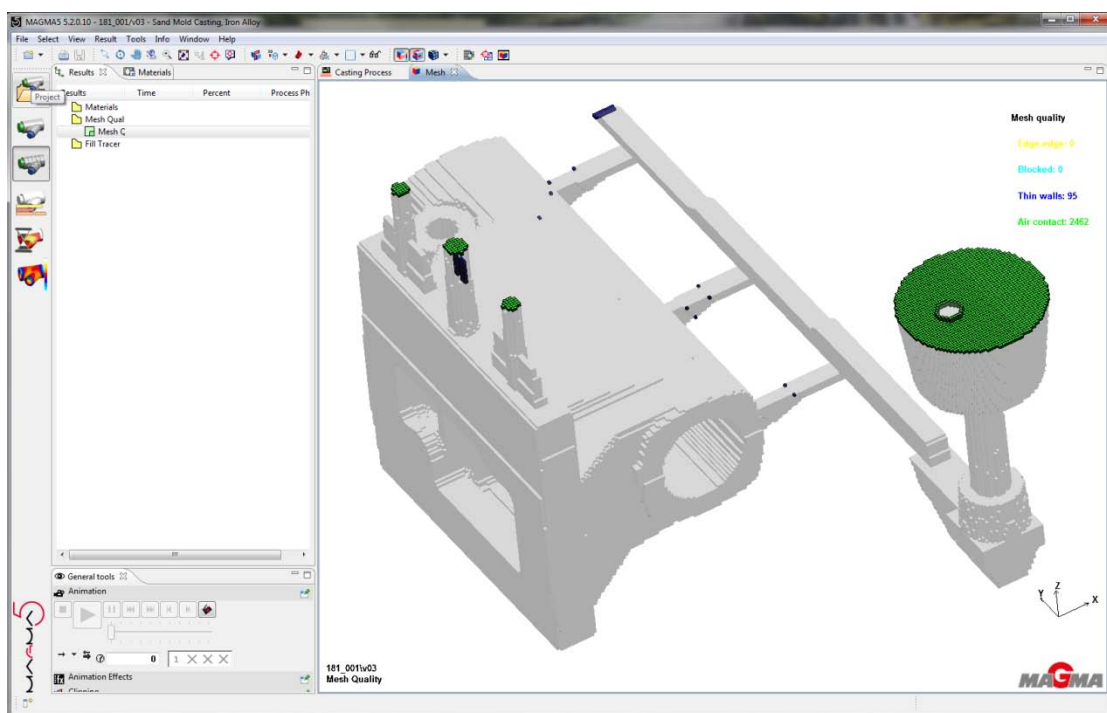 MAGMA5 5.2.0.10 - 181_001/v03 - Sand Mold Casting, Iron Alloy
File Select View Result Tools Info Window Help
Results Materials
Casting Process Mesh
Results Time Percent Process Ph
Project
Materials
Mesh Qual
Mesh Q
Fill Tracer
Mesh quality
Edge-edge: 0
Blocked: 0
Thin walls: 95
Air contact: 2462
General tools
Animation
0 1 X X X
Animation Effects
Clipping
181_001\v03
Mesh Quality
Z
Y
X
MAGMA